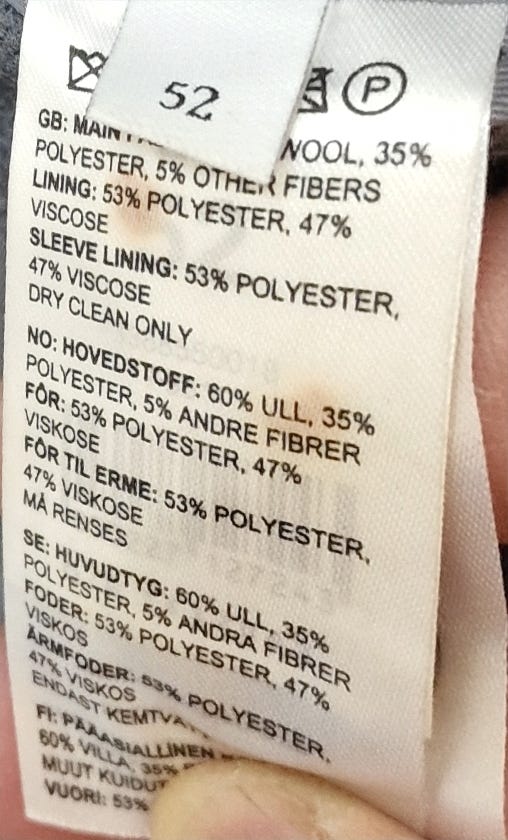 52
P
GB: MAIN WOOL, 35%
POLYESTER, 5% OTHER FIBERS
LINING: 53% POLYESTER, 47%
VISCOSE
SLEEVE LINING: 53% POLYESTER,
47% VISCOSE
DRY CLEAN ONLY
NO: HOVEDSTOFF: 60% ULL, 35%
POLYESTER, 5% ANDRE FIBRER
FÔR: 53% POLYESTER, 47%
VISKOSE
FÔR TIL ERME: 53% POLYESTER,
47% VISKOSE
MÅ RENSES
SE: HUVUDTYG: 60% ULL, 35%
POLYESTER, 5% ANDRA FIBRER
FODER: 53% POLYESTER, 47%
VISKOS
ÄRMFODER: 53% POLYESTER,
47% VISKOS
ENDAST
FI: PÄÄASIALLINEN
60% VILLA, 35%
MUUT
VUORI: 53%